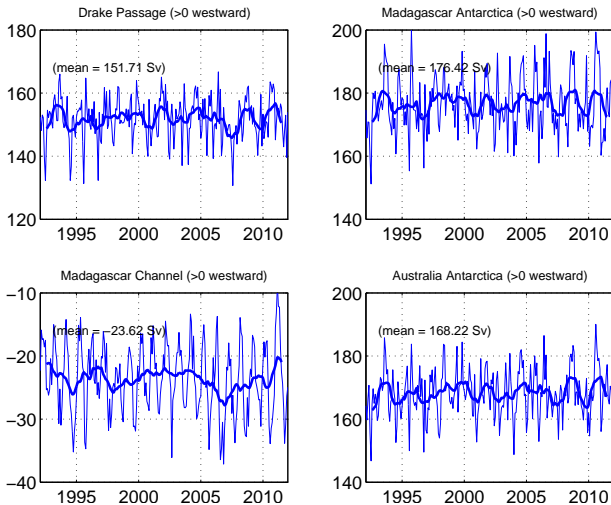 Drake Passage (>0 westward)
180
(mean = 151.71 Sv)
160
140
120
1995 2000 2005 2010
Madagascar Antarctica (>0 westward)
200
(mean = 176.42 Sv)
180
160
140
1995 2000 2005 2010
Madagascar Channel (>0 westward)
−10
(mean = −23.62 Sv)
−20
−30
−40
1995 2000 2005 2010
Australia Antarctica (>0 westward)
200
(mean = 168.22 Sv)
180
160
140
1995 2000 2005 2010